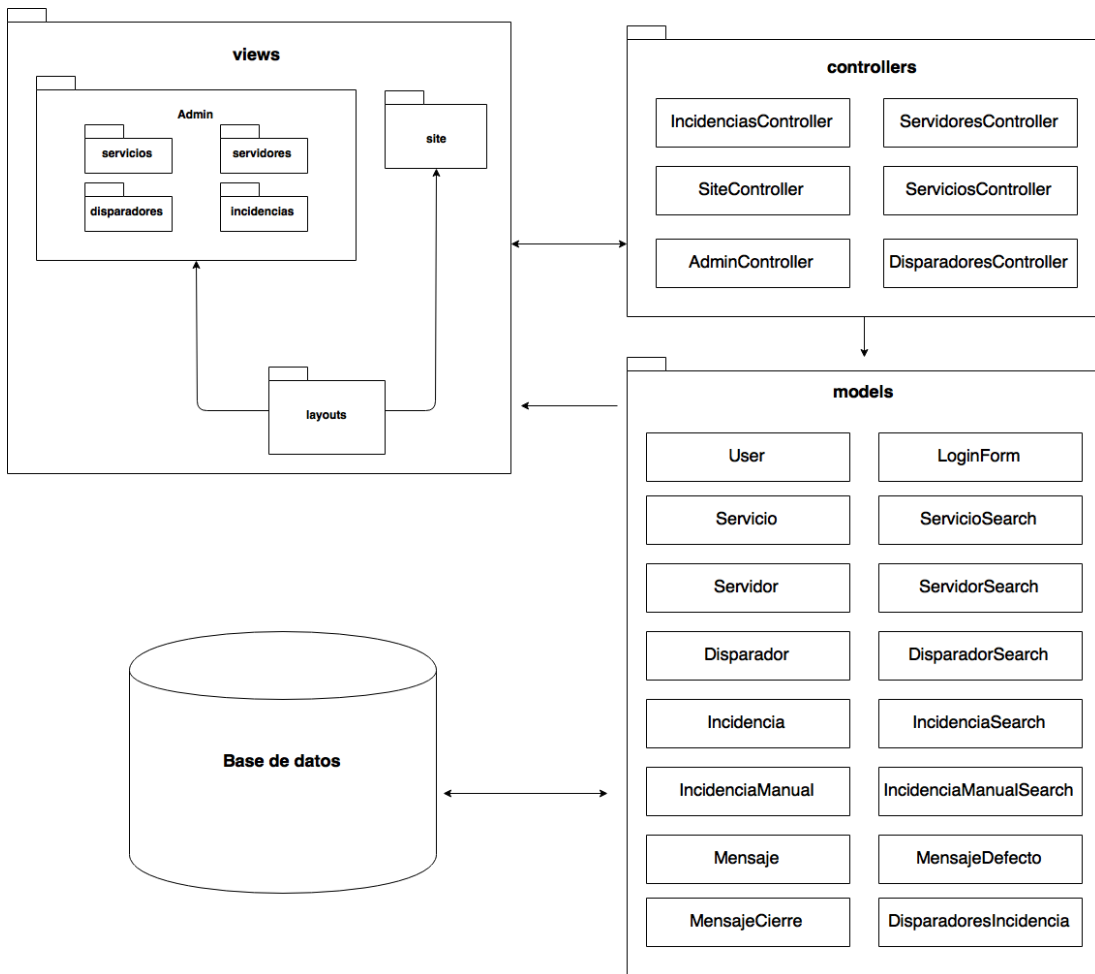 views
Admin
servicios
servidores
disparadores
incidencias
site
layouts
controllers
IncidenciasController
ServidoresController
SiteController
ServiciosController
AdminController
DisparadoresController
models
User
LoginForm
Servicio
ServicioSearch
Servidor
ServidorSearch
Disparador
DisparadorSearch
Incidencia
IncidenciaSearch
IncidenciaManual
IncidenciaManualSearch
Mensaje
MensajeDefecto
MensajeCierre
DisparadoresIncidencia
Base de datos